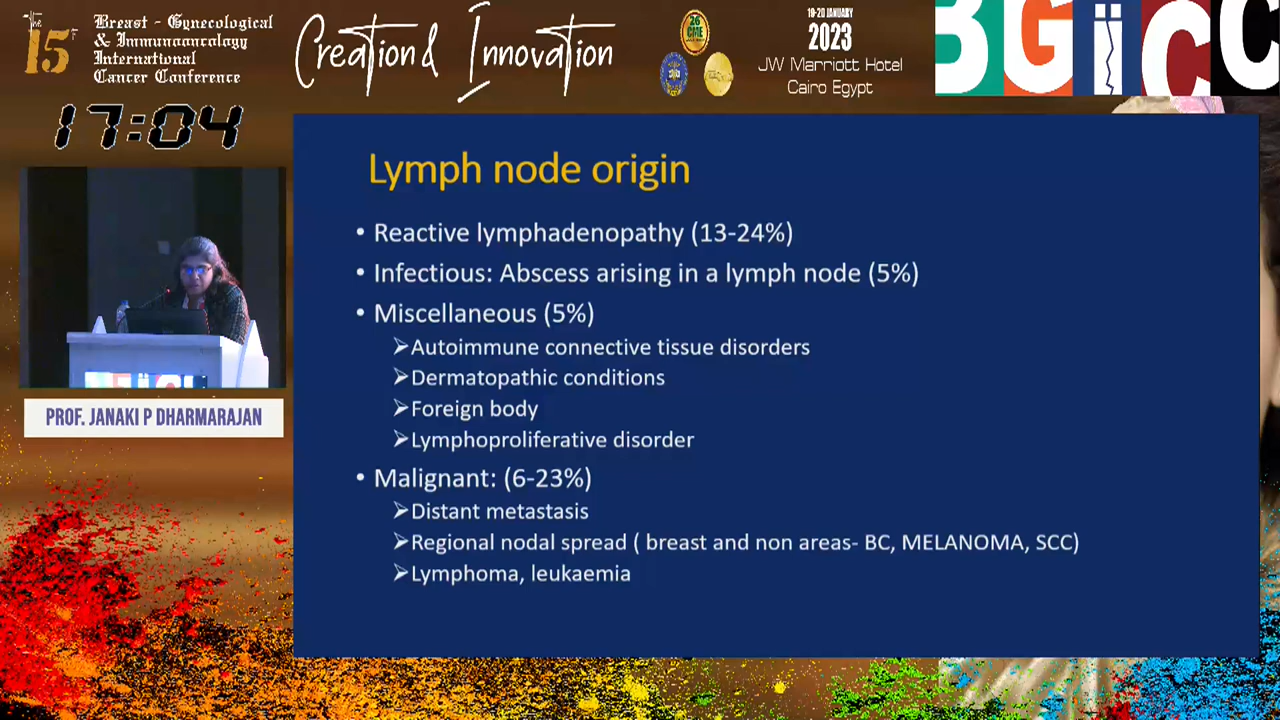 The
15th
Breast - Gynecological
& Immunooncology
International
Cancer Conference
Creation & Innovation
26
CME
18-20 JANUARY
2023
JW Marriott Hotel
Cairo Egypt
BGiCC
17:04
PROF. JANAKI P DHARMARAJAN
Lymph node origin
• Reactive lymphadenopathy (13-24%)
• Infectious: Abscess arising in a lymph node (5%)
• Miscellaneous (5%)
➢Autoimmune connective tissue disorders
➢Dermatopathic conditions
➢Foreign body
➢Lymphoproliferative disorder
• Malignant: (6-23%)
➢Distant metastasis
➢Regional nodal spread ( breast and non areas- BC, MELANOMA, SCC)
➢Lymphoma, leukaemia